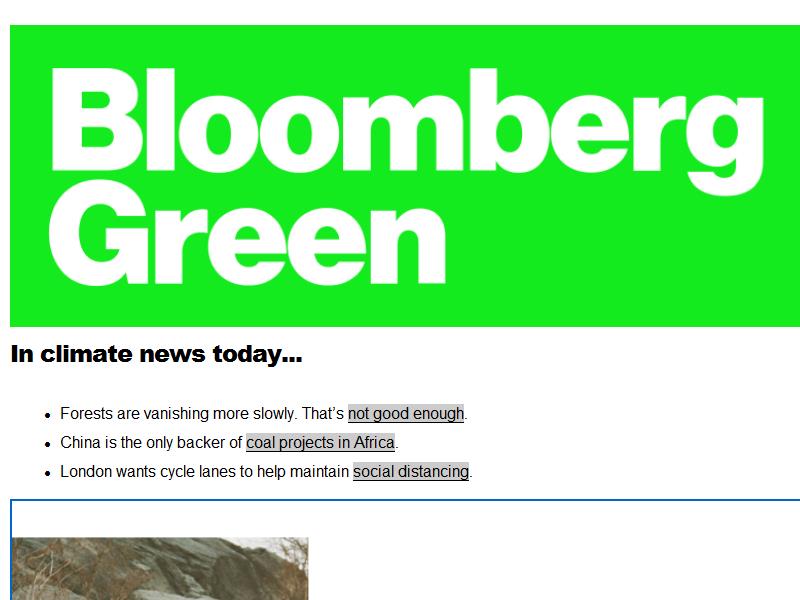 Bloomberg
Green
In climate news today...
• Forests are vanishing more slowly. That’s not good enough.
• China is the only backer of coal projects in Africa.
• London wants cycle lanes to help maintain social distancing.